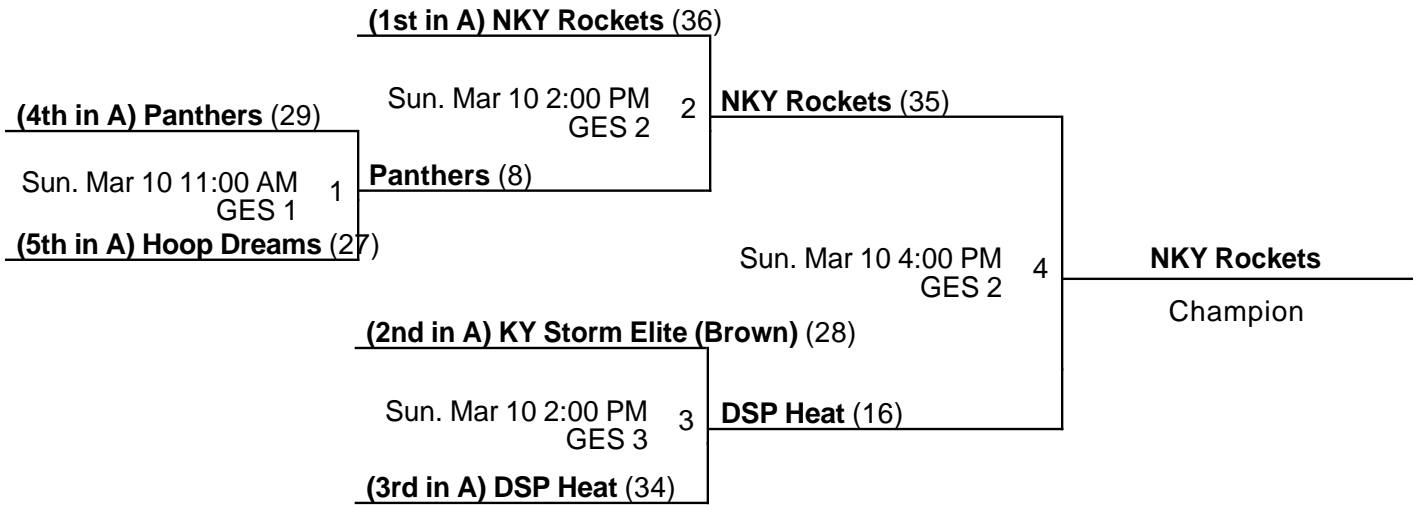 (1st in A) NKY Rockets (36)
(4th in A) Panthers (29)
Sun. Mar 10 2:00 PM
GES 2
2
NKY Rockets (35)
Sun. Mar 10 11:00 AM
GES 1
1
Panthers (8)
(5th in A) Hoop Dreams (27)
Sun. Mar 10 4:00 PM
GES 2
4
NKY Rockets
Champion
(2nd in A) KY Storm Elite (Brown) (28)
Sun. Mar 10 2:00 PM
GES 3
3
DSP Heat (16)
(3rd in A) DSP Heat (34)